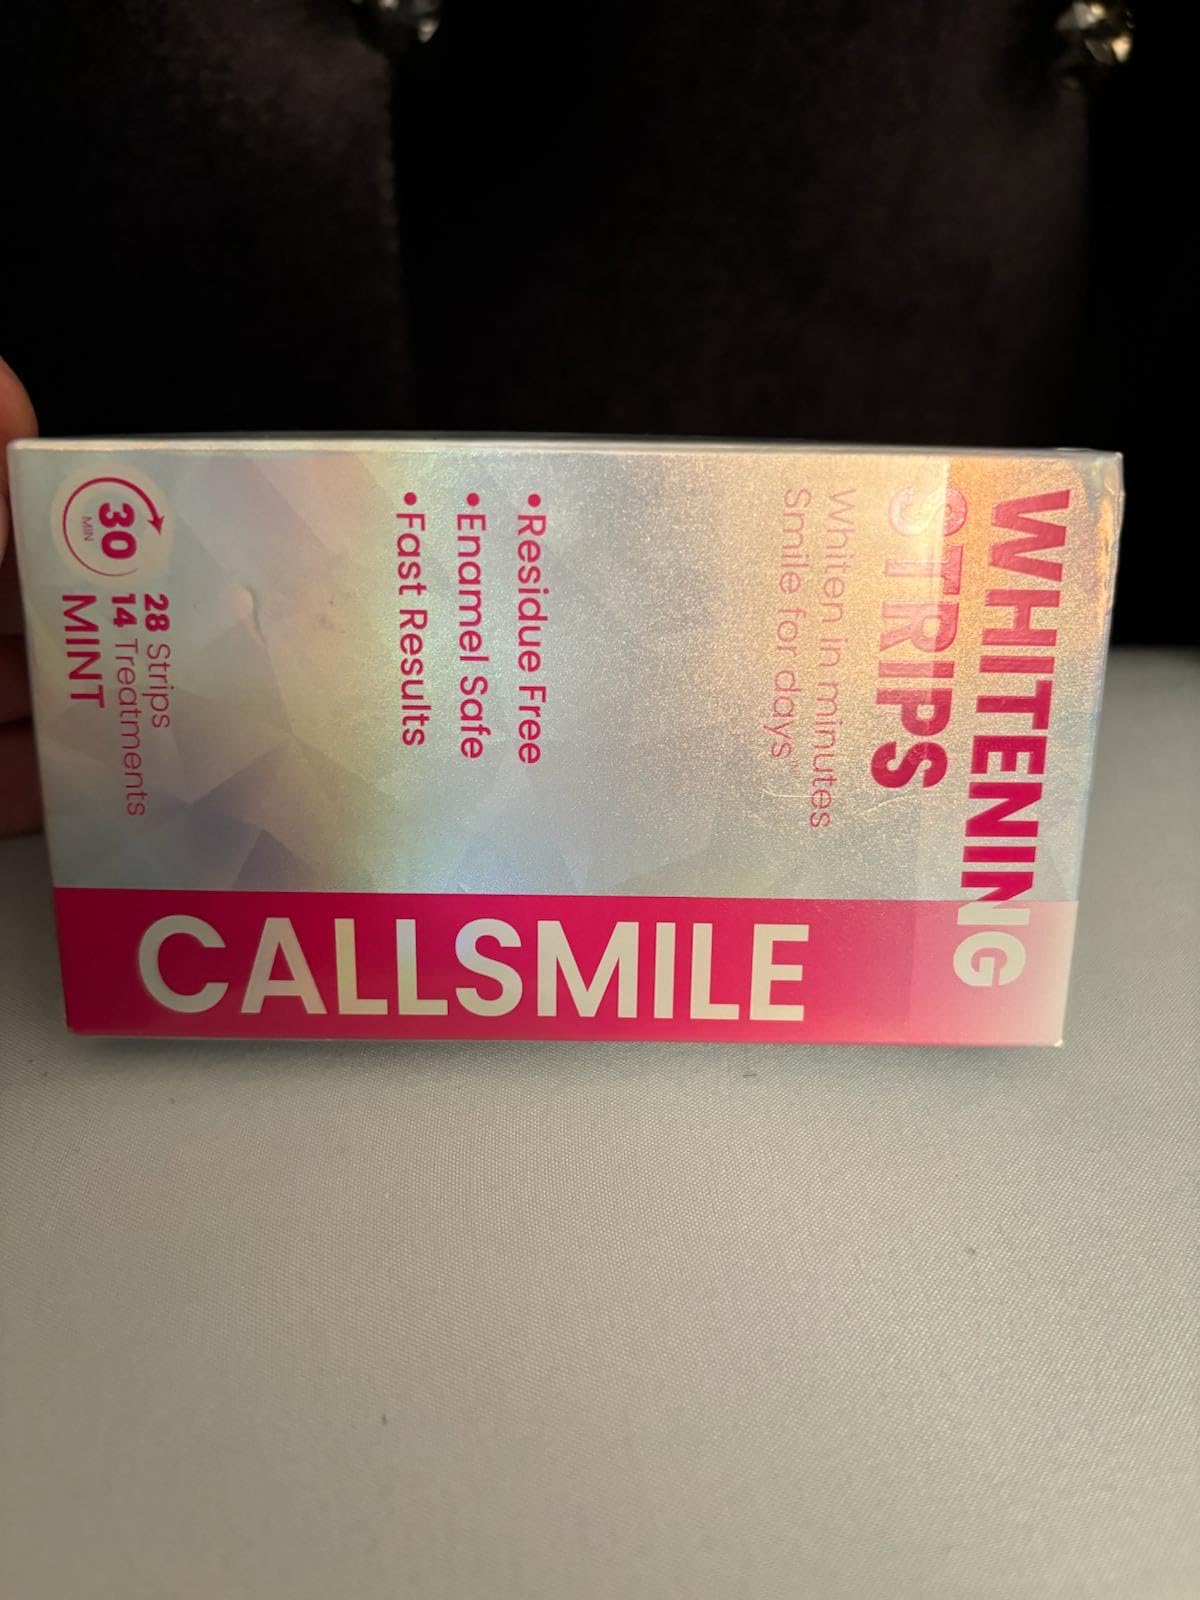 WHITENING
STRIPS
Whiten in minutes
Smile for days™
•Residue Free
•Enamel Safe
•Fast Results
28 Strips
14 Treatments
30
MIN
MINT
CALLSMILE